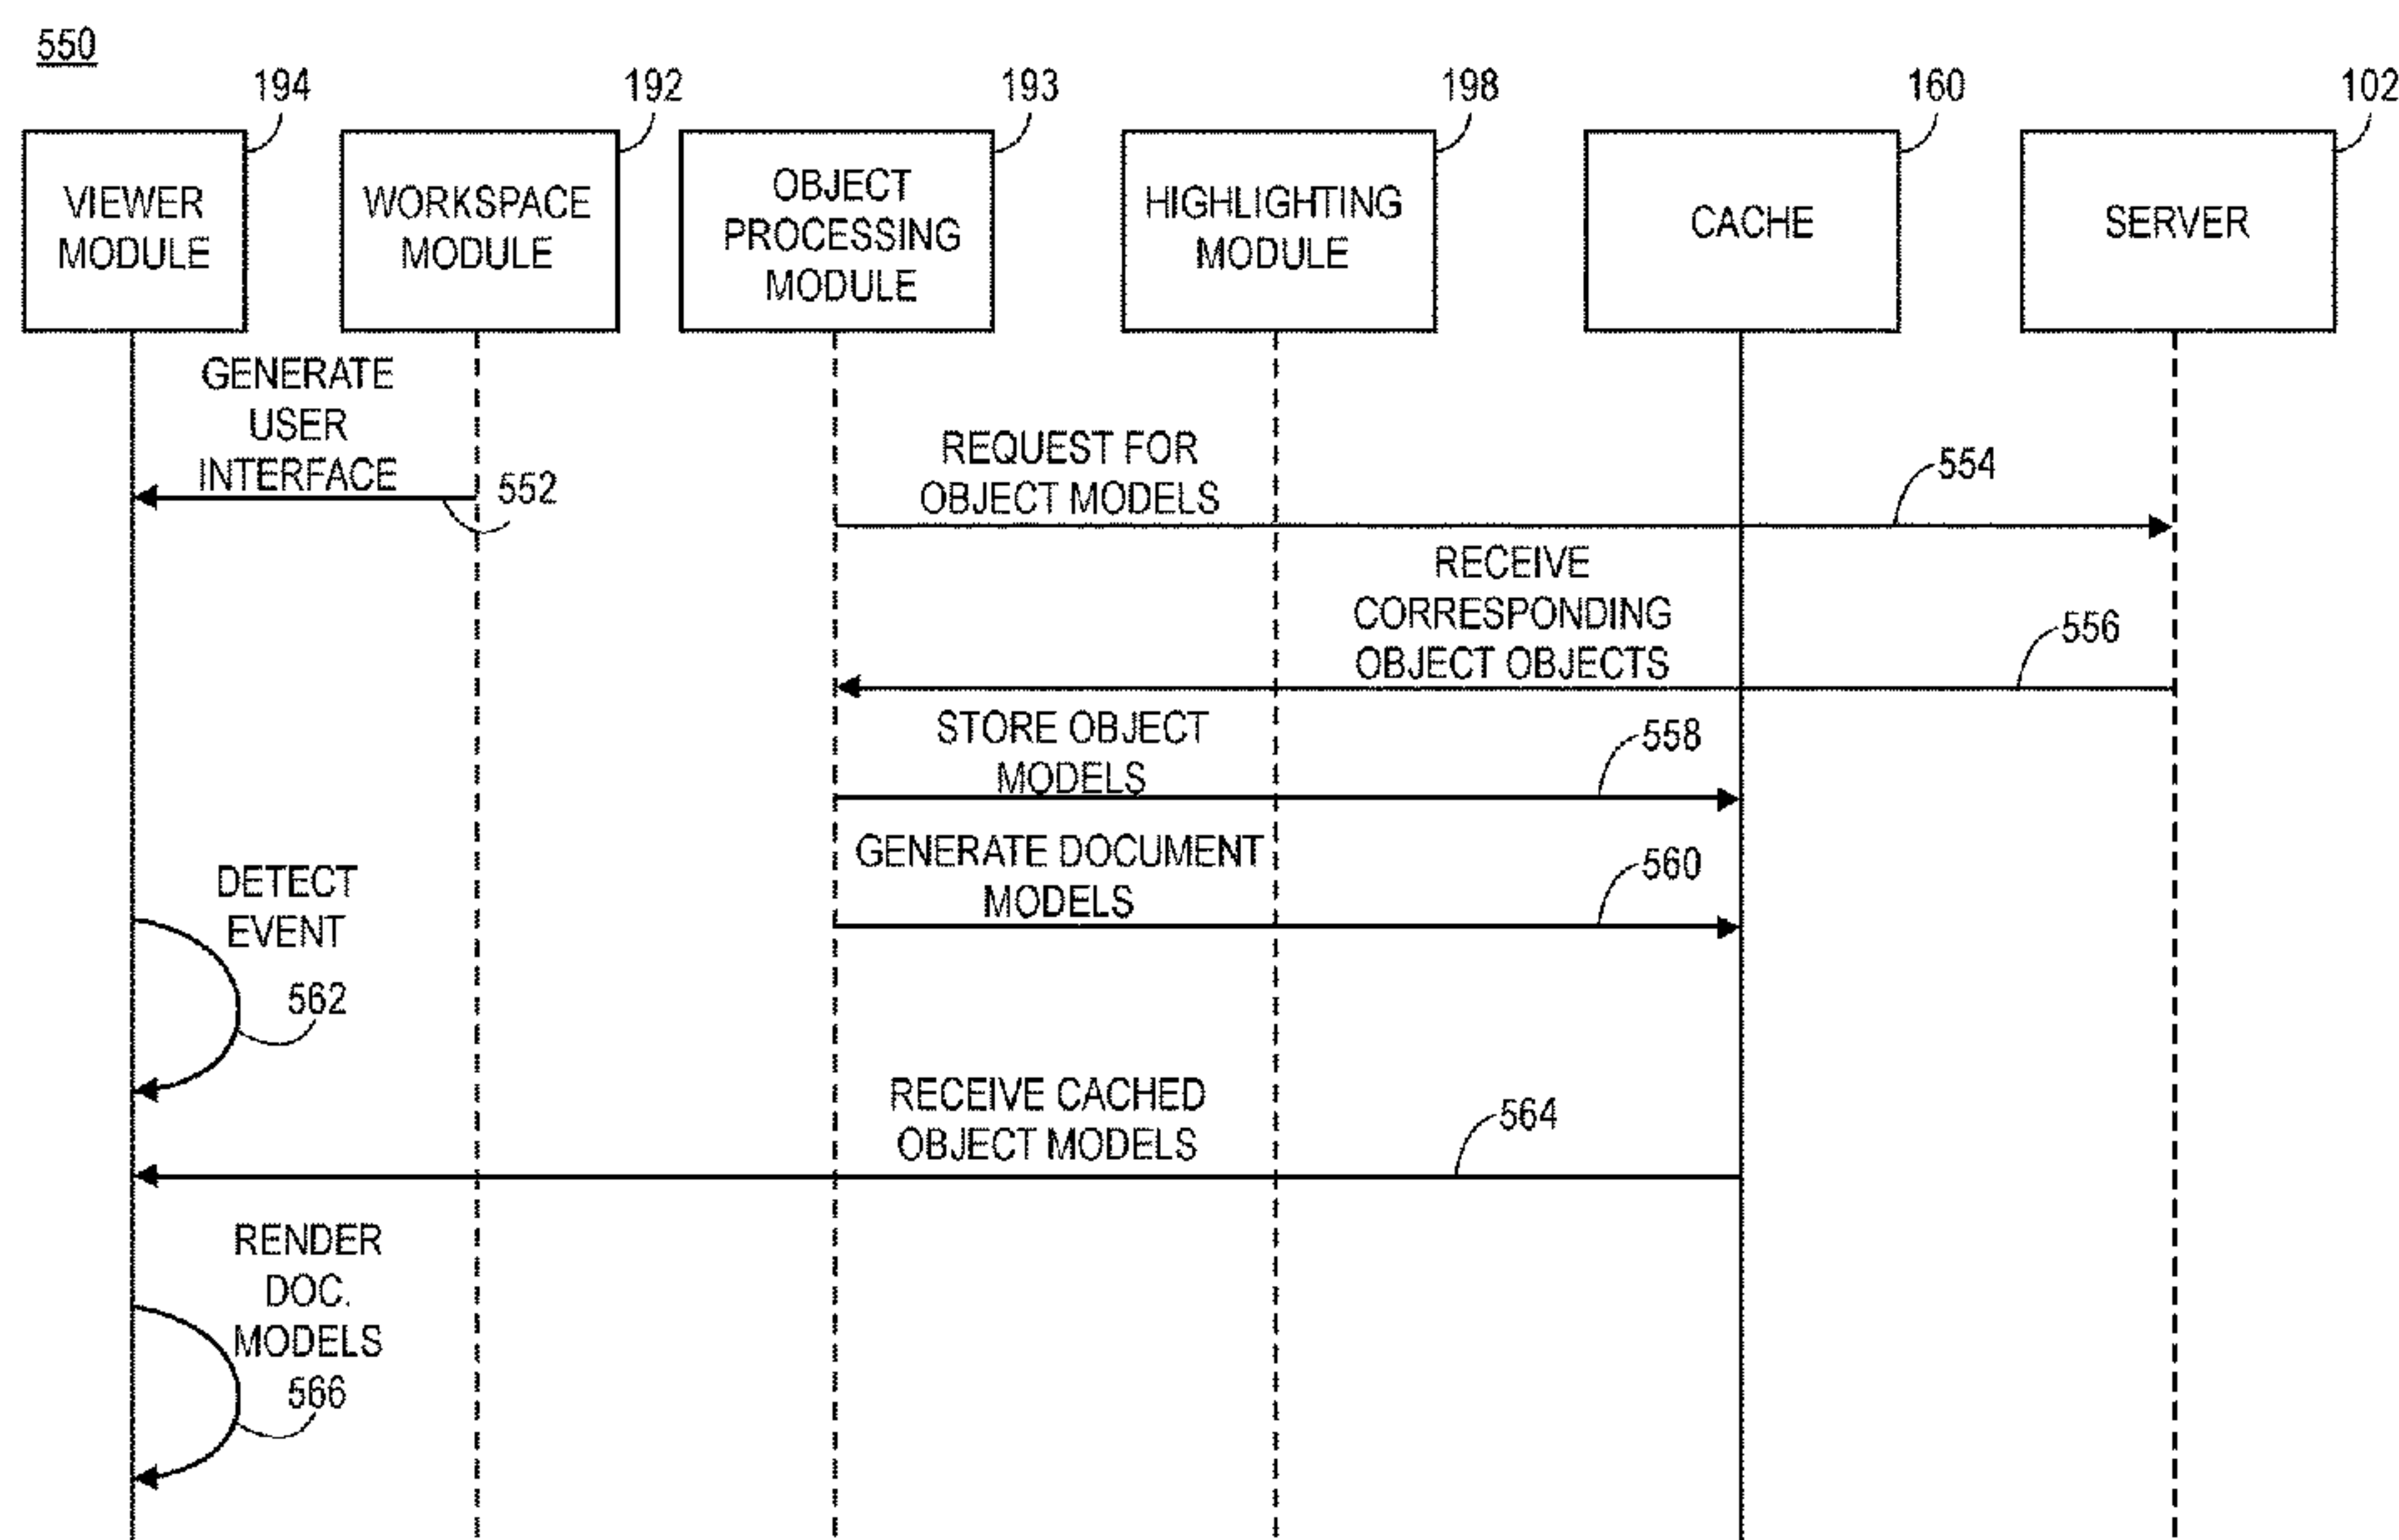 550
194
192
193
198
160
102
VIEWER
MODULE
WORKSPACE
MODULE
OBJECT
PROCESSING
MODULE
HIGHLIGHTING
MODULE
CACHE
SERVER
GENERATE
USER
INTERFACE
552
REQUEST FOR
OBJECT MODELS
554
RECEIVE
CORRESPONDING
OBJECT OBJECTS
556
STORE OBJECT
MODELS
558
GENERATE DOCUMENT
MODELS
560
DETECT
EVENT
562
RECEIVE CACHED
OBJECT MODELS
564
RENDER
DOC.
MODELS
566